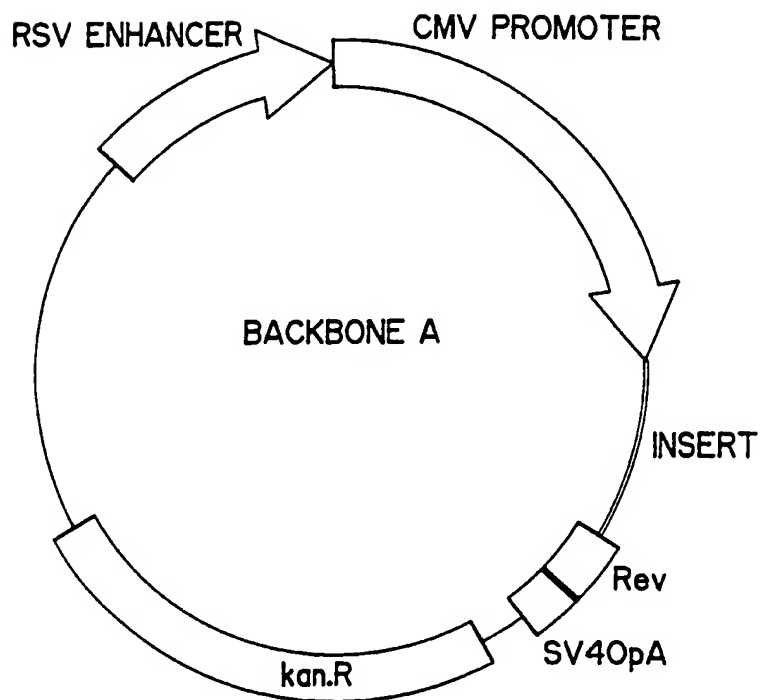 RSV ENHANCER
CMV PROMOTER
BACKBONE A
INSERT
Rev
SV40pA
kan.R